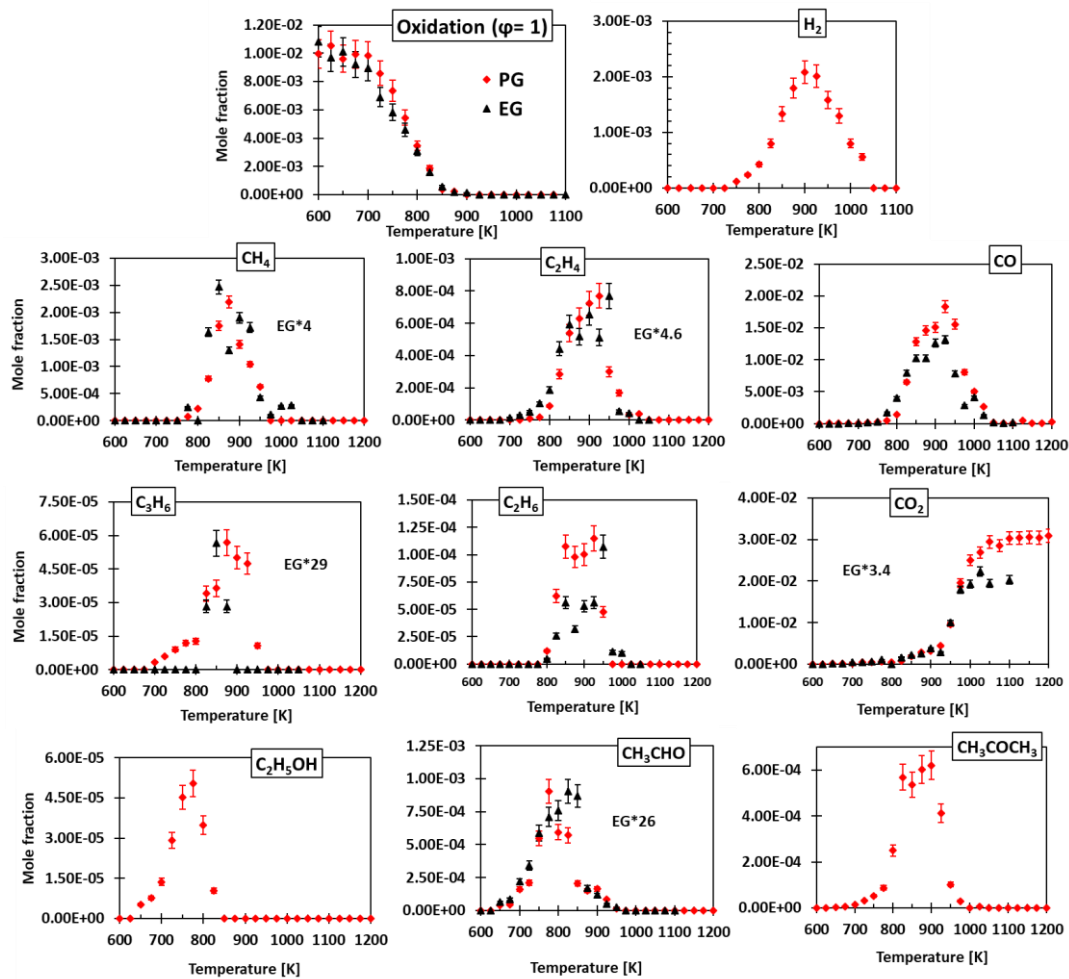 Oxidation (φ= 1)
Mole fraction
1.20E-02
1.00E-02
8.00E-03
6.00E-03
4.00E-03
2.00E-03
0.00E+00
PG
EG
600 700 800 900 1000 1100
Temperature [K]
H2
3.00E-03
2.00E-03
1.00E-03
0.00E+00
600 700 800 900 1000 1100
Temperature [K]
CH4
Mole fraction
3.00E-03
2.50E-03
2.00E-03
1.50E-03
1.00E-03
5.00E-04
0.00E+00
EG*4
600 700 800 900 1000 1100 1200
Temperature [K]
C2H4
1.00E-03
8.00E-04
6.00E-04
4.00E-04
2.00E-04
0.00E+00
EG*4.6
600 700 800 900 1000 1100 1200
Temperature [K]
CO
2.50E-02
2.00E-02
1.50E-02
1.00E-02
5.00E-03
0.00E+00
600 700 800 900 1000 1100 1200
Temperature [K]
C3H6
Mole fraction
7.50E-05
6.00E-05
4.50E-05
3.00E-05
1.50E-05
0.00E+00
EG*29
600 700 800 900 1000 1100 1200
Temperature [K]
C2H6
1.50E-04
1.25E-04
1.00E-04
7.50E-05
5.00E-05
2.50E-05
0.00E+00
600 700 800 900 1000 1100 1200
Temperature [K]
CO2
4.00E-02
3.00E-02
2.00E-02
1.00E-02
0.00E+00
EG*3.4
600 700 800 900 1000 1100 1200
Temperature [K]
C2H5OH
Mole fraction
6.00E-05
4.50E-05
3.00E-05
1.50E-05
0.00E+00
600 700 800 900 1000 1100 1200
Temperature [K]
CH3CHO
1.25E-03
1.00E-03
7.50E-04
5.00E-04
2.50E-04
0.00E+00
EG*26
600 700 800 900 1000 1100 1200
Temperature [K]
CH3COCH3
6.00E-04
4.00E-04
2.00E-04
0.00E+00
600 700 800 900 1000 1100 1200
Temperature [K]